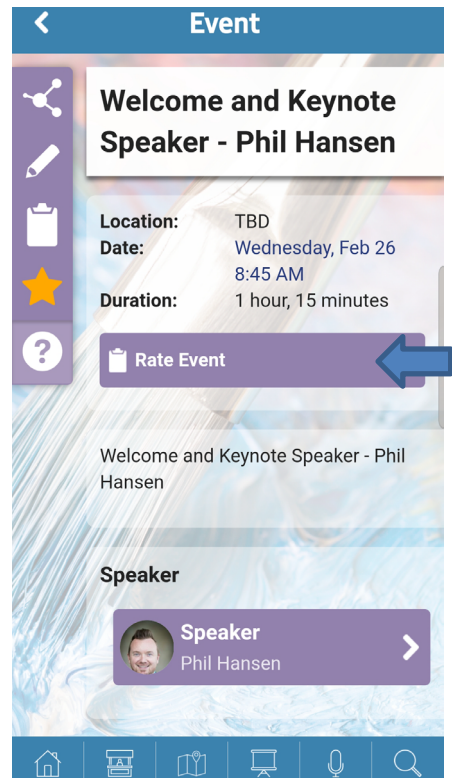 Event
Welcome and Keynote
Speaker - Phil Hansen
Location: TBD
Date: Wednesday, Feb 26
8:45 AM
Duration: 1 hour, 15 minutes
?
Rate Event
Welcome and Keynote Speaker - Phil
Hansen
Speaker
Speaker
Phil Hansen